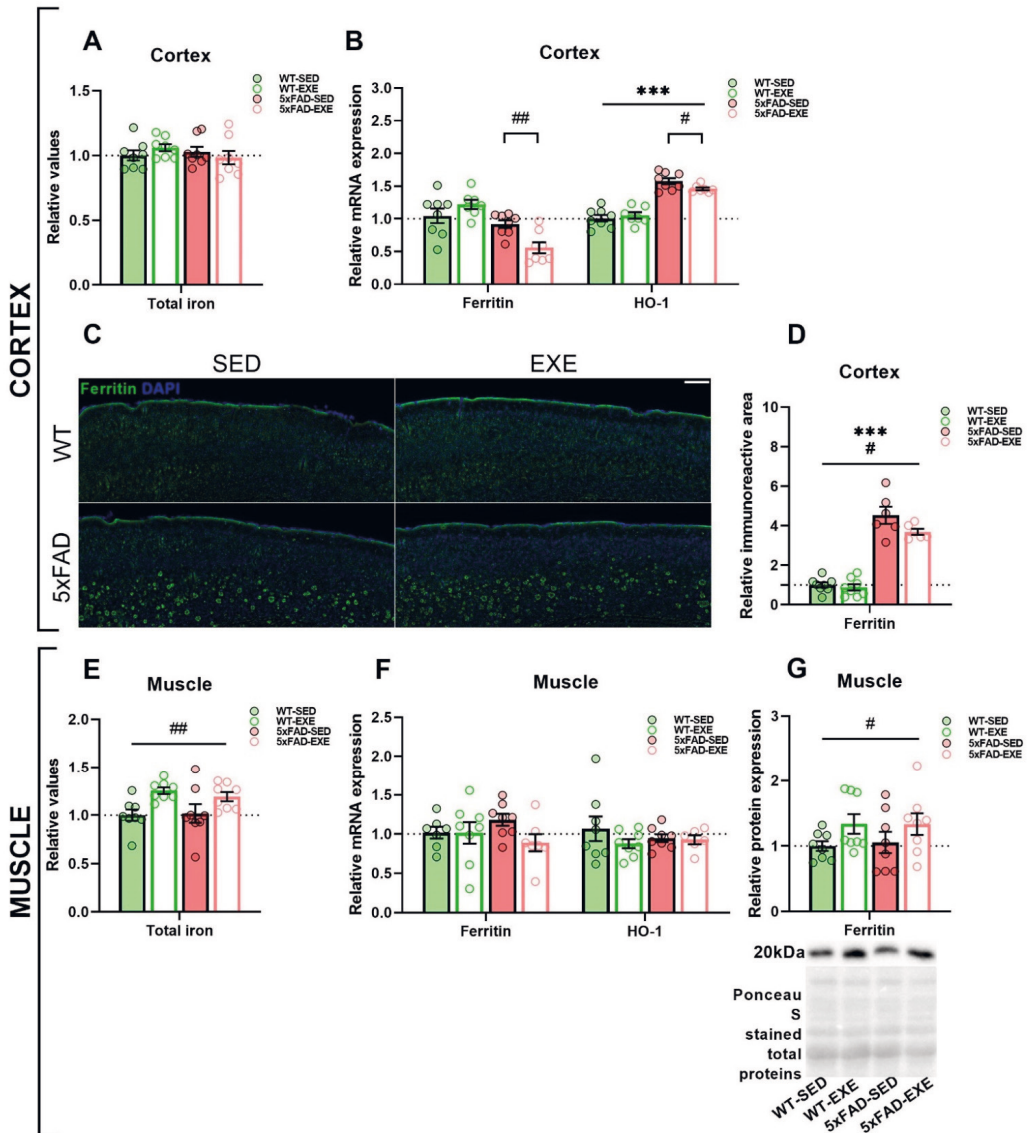 CORTEX
A
Cortex
WT-SED
WT-EXE
5xFAD-SED
5xFAD-EXE
Relative values
1.5
1.0
0.5
0.0
Total iron
B
Cortex
WT-SED
WT-EXE
5xFAD-SED
5xFAD-EXE
Relative mRNA expression
3.0
2.5
2.0
1.5
1.0
0.5
0.0
##
***
#
Ferritin
HO-1
C
SED
EXE
Ferritin DAPI
WT
5xFAD
D
Cortex
WT-SED
WT-EXE
5xFAD-SED
5xFAD-EXE
Relative immunoreactive area
10
8
6
4
2
1
0
***
#
Ferritin
MUSCLE
E
Muscle
WT-SED
WT-EXE
5xFAD-SED
5xFAD-EXE
Relative values
2.0
1.5
1.0
0.5
0.0
##
Total iron
F
Muscle
WT-SED
WT-EXE
5xFAD-SED
5xFAD-EXE
Relative mRNA expression
2.5
2.0
1.5
1.0
0.5
0.0
Ferritin
HO-1
G
Muscle
WT-SED
WT-EXE
5xFAD-SED
5xFAD-EXE
Relative protein expression
3
2
1
0
#
Ferritin
20kDa
Ponceau
S
stained
total
proteins
WT-SED
WT-EXE
5xFAD-SED
5xFAD-EXE